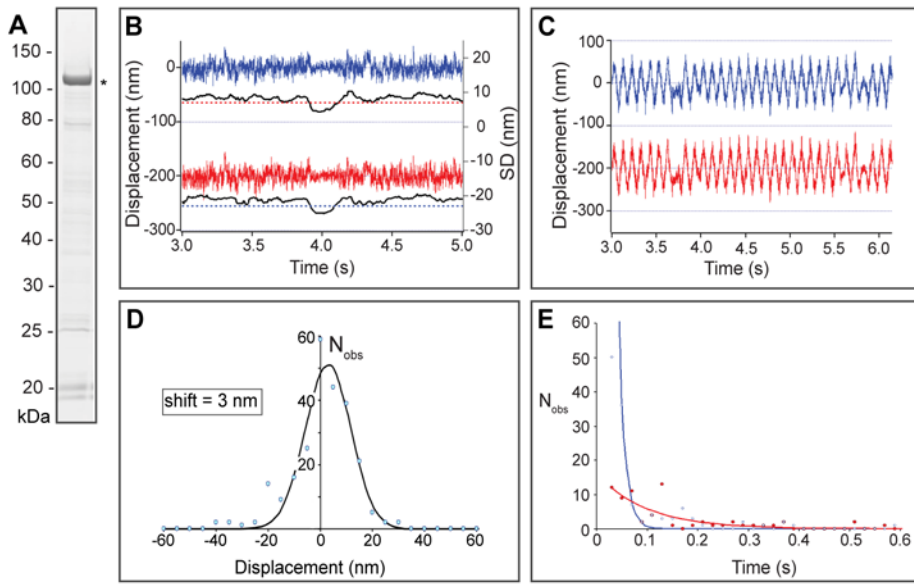 A
150 -
100 -
*
80 -
60 -
50 -
40 -
30 -
25 -
20 -
kDa
B
Displacement (nm)
0
-100
-200
-300
20
10
0
-10
-20
-30
SD (nm)
3.0 3.5 4.0 4.5 5.0
Time (s)
C
Displacement (nm)
100
0
-100
-300
3.0 3.5 4.0 4.5 5.0 5.5 6.0
Time (s)
D
60
Nobs
40
20
shift = 3 nm
-60 -40 -20 0 20 40 60
Displacement (nm)
E
Nobs
60
50
40
30
20
10
0
0 0.1 0.2 0.3 0.4 0.5 0.6
Time (s)